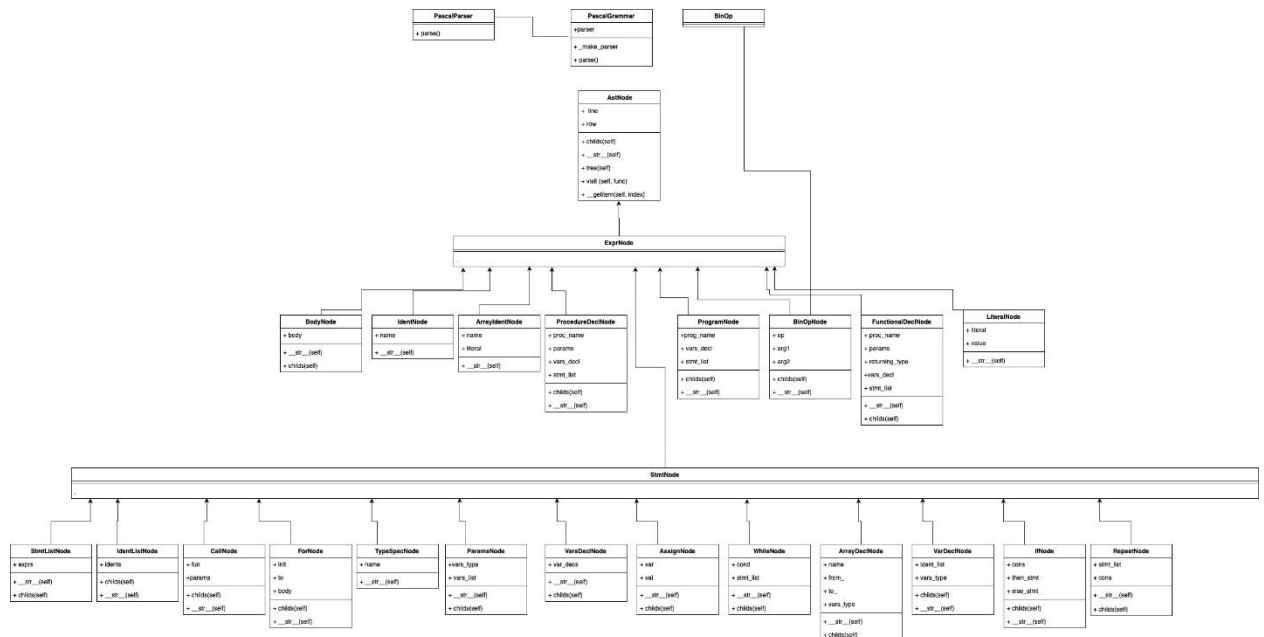 PascalParser
+ parse()
PascalGrammar
+parser
+ _make_parser
+ parse()
BinOp
AstNode
+ line
+ row
+ childs(self)
+ __str__(self)
+ tree(self)
+ visit (self, func)
+ __getitem(self, index)
ExprNode
BodyNode
+ body
+ __str__(self)
+ childs(self)
IdentNode
+ name
+ __str__(self)
ArrayIdentNode
+ name
+ literal
+ __str__(self)
ProcedureDeclNode
+ proc_name
+ params
+ vars_decl
+ stmt_list
+ childs(self)
+ __str__(self)
ProgramNode
+prog_name
+ vars_decl
+ stmt_list
+ childs(self)
+ __str__(self)
BinOpNode
+ op
+ arg1
+ arg2
+ childs(self)
+ __str__(self)
FunctionalDeclNode
+ proc_name
+ params
+ returning_type
+vars_decl
+ stmt_list
+ __str__(self)
+ childs(self)
LiteralNode
+ literal
+ value
+ __str__(self)
StmtNode
StmtListNode
+ exprs
+ __str__(self)
+ childs(self)
IdentListNode
+ idents
+ childs(self)
+ __str__(self)
CallNode
+ fun
+params
+ childs(self)
+ __str__(self)
ForNode
+ init
+ to
+ body
+ childs(self)
+ __str__(self)
TypeSpecNode
+ name
+ __str__(self)
ParamsNode
+vars_type
+ vars_list
+ __str__(self)
+ childs(self)
VarsDeclNode
+ var_decs
+ __str__(self)
+ childs(self)
AssignNode
+ var
+ val
+ __str__(self)
+ childs(self)
WhileNode
+ cond
+ stmt_list
+ childs(self)
+ __str__(self)
ArrayDeclNode
+ name
+ from_
+ to_
+ vars_type
+ __str__(self)
+ childs(self)
VarDeclNode
+ ident_list
+ vars_type
+ childs(self)
+ __str__(self)
IfNode
+ cons
+ then_stmt
+ else_stmt
+ childs(self)
+ __str__(self)
RepaetNode
+ stmt_list
+ cons
+ __str__(self)
+ childs(self)